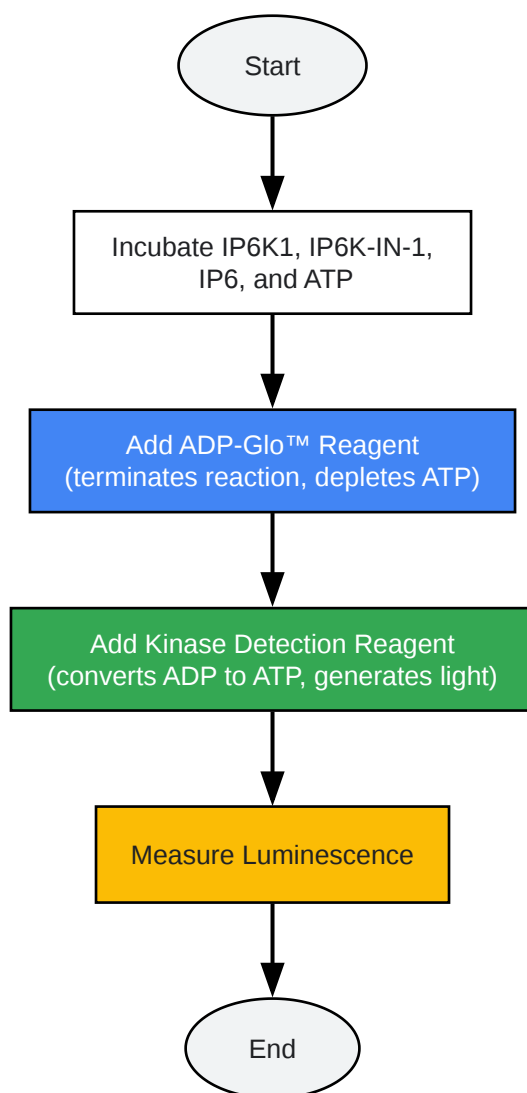 Start
Incubate IP6K1, IP6K-IN-1,
IP6, and ATP
Add ADP-Glo™ Reagent
(terminates reaction, depletes ATP)
Add Kinase Detection Reagent
(converts ADP to ATP, generates light)
Measure Luminescence
End